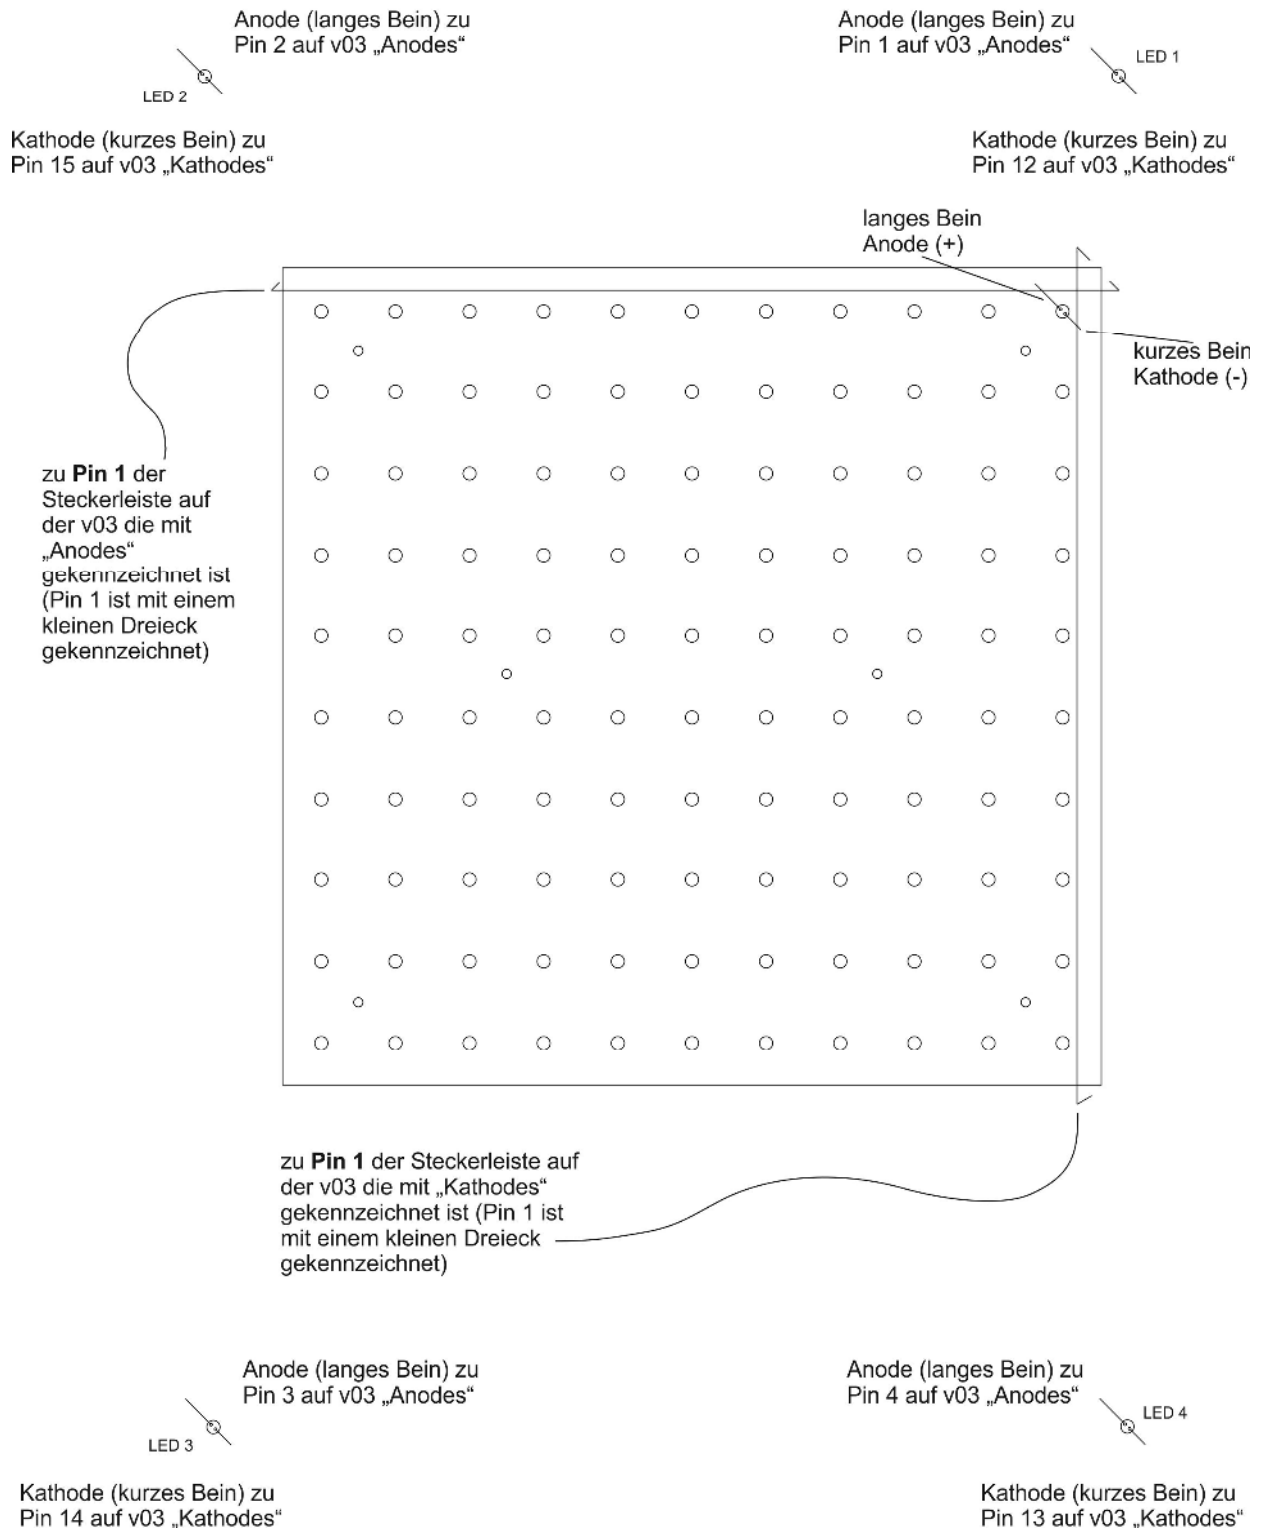 Anode (langes Bein) zu
Pin 2 auf v03 „Anodes“
LED 2
Kathode (kurzes Bein) zu
Pin 15 auf v03 „Kathodes“
Anode (langes Bein) zu
Pin 1 auf v03 „Anodes“
LED 1
Kathode (kurzes Bein) zu
Pin 12 auf v03 „Kathodes“
langes Bein
Anode (+)
kurzes Bein
Kathode (-)
zu Pin 1 der
Steckerleiste auf
der v03 die mit
„Anodes“
gekennzeichnet ist
(Pin 1 ist mit einem
kleinen Dreieck
gekennzeichnet)
zu Pin 1 der Steckerleiste auf
der v03 die mit „Kathodes“
gekennzeichnet ist (Pin 1 ist
mit einem kleinen Dreieck
gekennzeichnet)
Anode (langes Bein) zu
Pin 3 auf v03 „Anodes“
LED 3
Kathode (kurzes Bein) zu
Pin 14 auf v03 „Kathodes“
Anode (langes Bein) zu
Pin 4 auf v03 „Anodes“
LED 4
Kathode (kurzes Bein) zu
Pin 13 auf v03 „Kathodes“